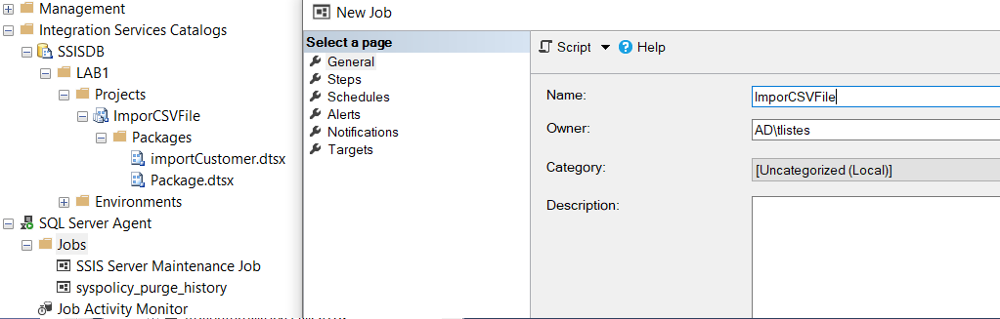 Management
Integration Services Catalogs
SSISDB
LAB1
Projects
ImporCSVFile
Packages
importCustomer.dtsx
Package.dtsx
Environments
SQL Server Agent
Jobs
SSIS Server Maintenance Job
syspolicy_purge_history
Job Activity Monitor
New Job
Select a page
General
Steps
Schedules
Alerts
Notifications
Targets
Script
Help
Name:
ImporCSVFile
Owner:
AD\tlistes
Category:
[Uncategorized (Local)]
Description: